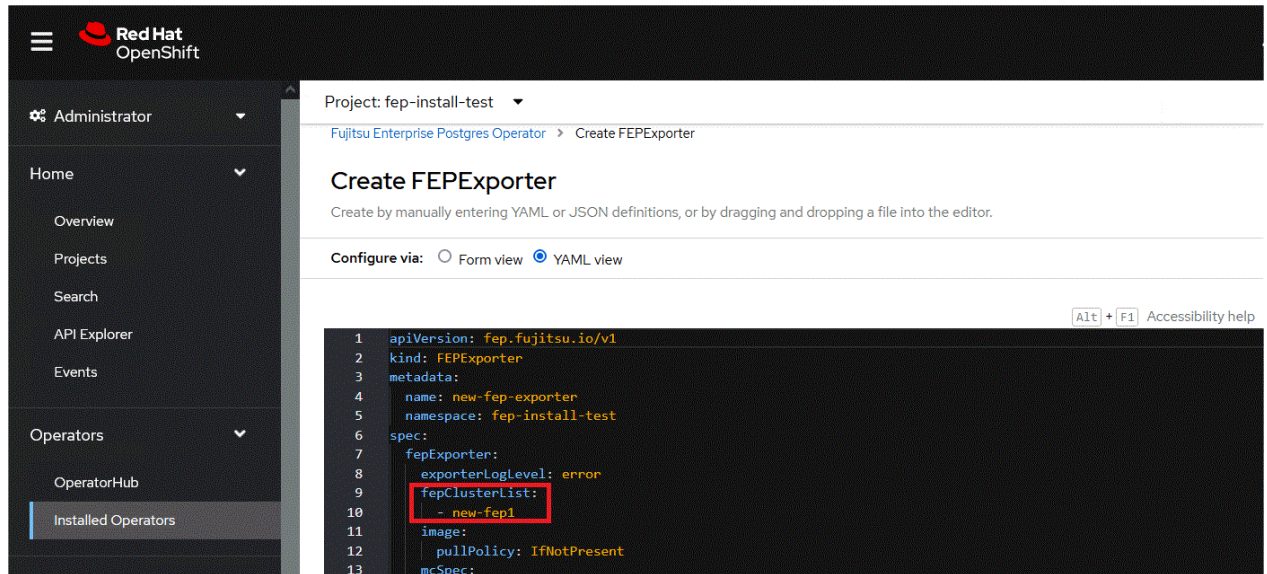 Red Hat
OpenShift
Administrator
Home
Overview
Projects
Search
API Explorer
Events
Operators
OperatorHub
Installed Operators
Project: fep-install-test
Fujitsu Enterprise Postgres Operator > Create FEPExporter
Create FEPExporter
Create by manually entering YAML or JSON definitions, or by dragging and dropping a file into the editor.
Configure via: Form view YAML view
Alt + F1 Accessibility help
1 apiVersion: fep.fujitsu.io/v1
2 kind: FEPExporter
3 metadata:
4 name: new-fep-exporter
5 namespace: fep-install-test
6 spec:
7 fepExporter:
8 exporterLogLevel: error
9 fepClusterList:
10 - new-fep1
11 image:
12 pullPolicy: IfNotPresent
13 mcSpec: